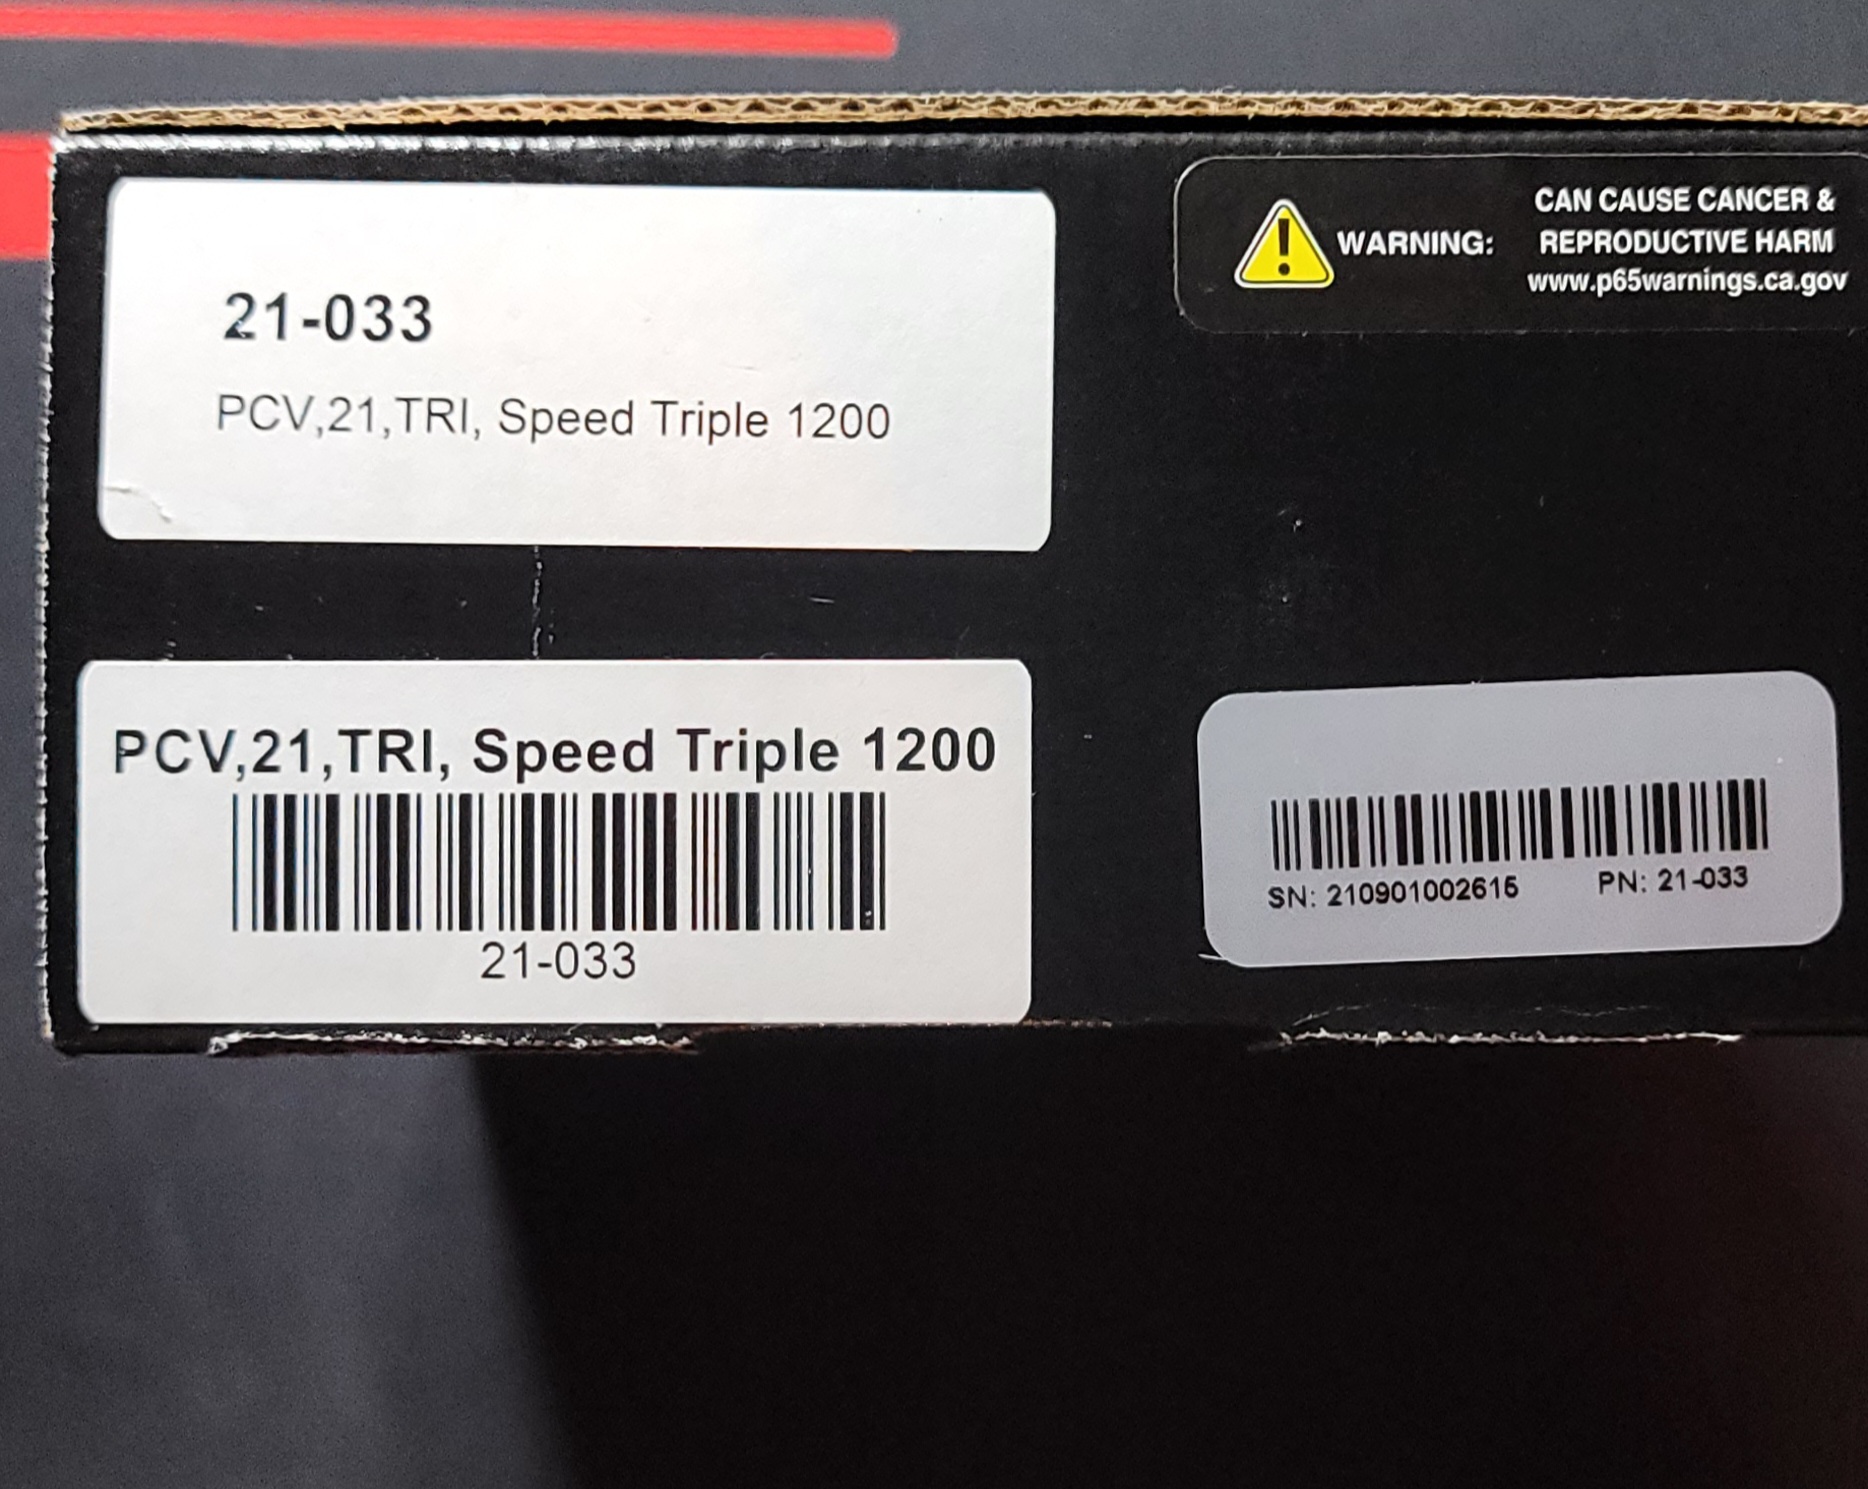 21-033
PCV,21,TRI, Speed Triple 1200
WARNING:
CAN CAUSE CANCER &
REPRODUCTIVE HARM
www.p65warnings.ca.gov
PCV,21,TRI, Speed Triple 1200
21-033
SN: 210901002615 PN: 21-033